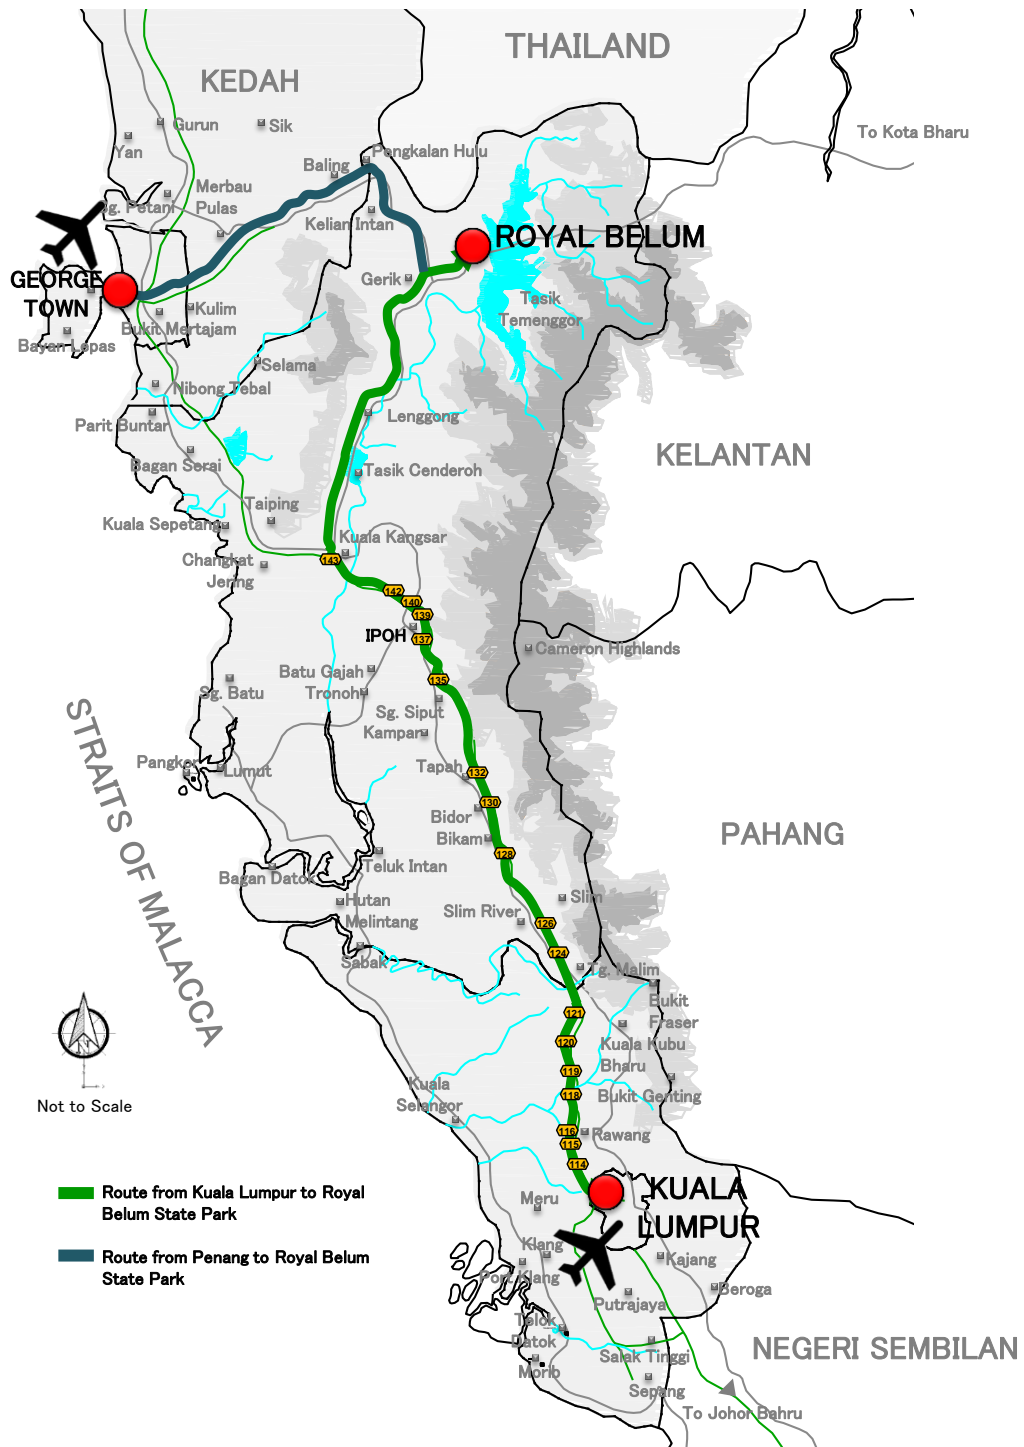 THAILAND
KEDAH
To Kota Bharu
Gurun
Sik
Yan
Pengkalan Hulu
Baling
Merbau
Pulas
Sg. Petani
Kelian Intan
ROYAL BELUM
GEORGE
TOWN
Gerik
Tasik
Temenggor
Kulim
Bukit Mertajam
Bayan Lepas
Selama
Nibong Tebal
Parit Buntar
Lenggong
KELANTAN
Bagan Serai
Tasik Cenderoh
Taiping
Kuala Sepetang
Kuala Kangsar
Changkat
Jering
143
142
140
139
IPOH
137
Cameron Highlands
Batu Gajah
135
Sg. Batu
Tronoh
Sg. Siput
Kampar
STRAITS OF MALACCA
Pangkor
Lumut
Tapah
132
130
Bidor
Bikam
PAHANG
128
Teluk Intan
Bagan Datok
Hutan
Melintang
Slim
Slim River
126
124
Sabak
Tg. Malim
Bukit
Fraser
121
N
120
Kuala Kubu
Bharu
119
Kuala
Selangor
118
Bukit Genting
Not to Scale
116
Rawang
115
114
Route from Kuala Lumpur to Royal
Belum State Park
KUALA
LUMPUR
Meru
Route from Penang to Royal Belum
State Park
Klang
Port Klang
Kajang
Beroga
Putrajaya
Telok
Datok
Salak Tinggi
NEGERI SEMBILAN
Morib
Sepang
To Johor Bahru